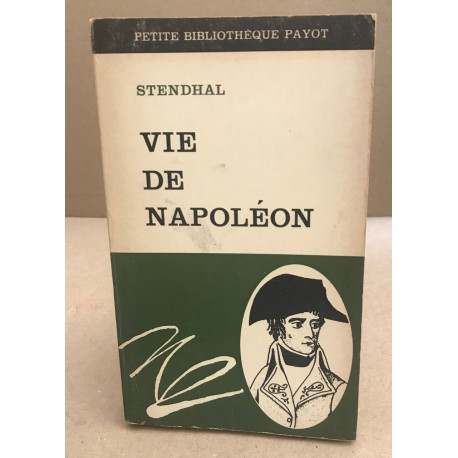 PETITE BIBLIOTHÈQUE PAYOT
STENDHAL
VIE
DE
NAPOLÉON